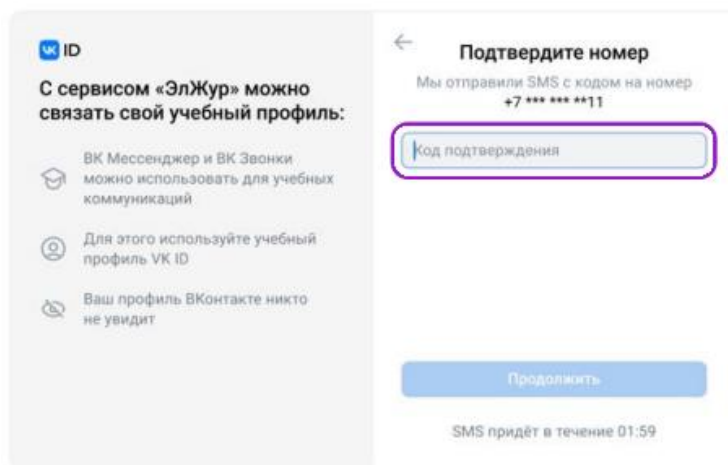 VK ID
С сервисом «ЭлЖур» можно
связать свой учебный профиль:
ВК Мессенджер и ВК Звонки
можно использовать для учебных
коммуникаций
Для этого используйте учебный
профиль VK ID
Ваш профиль ВКонтакте никто
не увидит
Подтвердите номер
Мы отправили SMS с кодом на номер
+7 *** *** **11
Код подтверждения
Продолжить
SMS придёт в течение 01:59